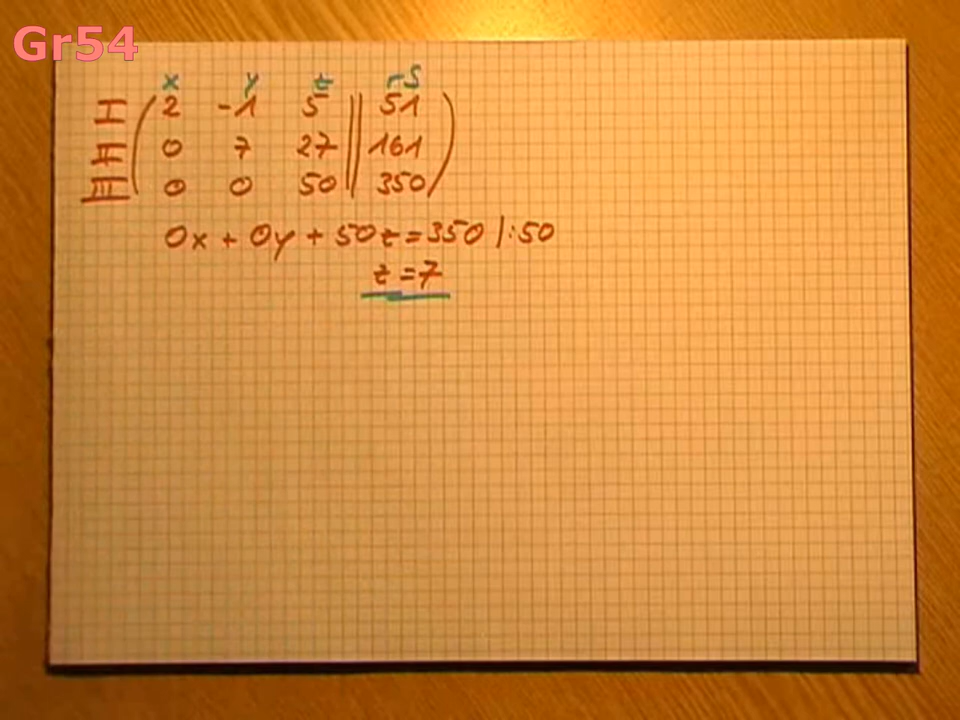 Gr54
x y z rS
I ( 2 -1 5 || 51 )
II ( 0 7 27 || 161 )
III ( 0 0 50 || 350 )
0x + 0y + 50z = 350 |:50
z = 7